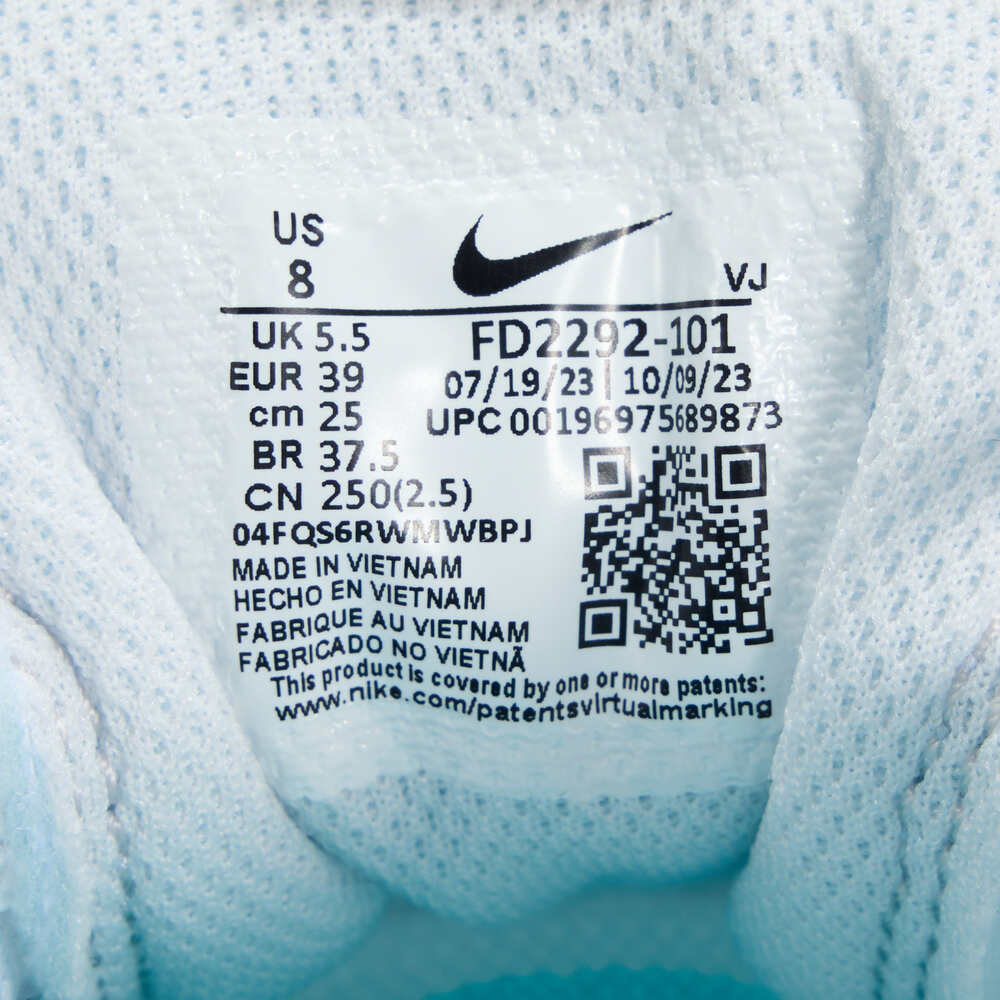 US
8
VJ
UK 5.5
FD2292-101
EUR 39
07/19/23 | 10/09/23
cm 25
UPC 00196975689873
BR 37.5
CN 250(2.5)
04FQS6RWMWBPJ
MADE IN VIETNAM
HECHO EN VIETNAM
FABRIQUE AU VIETNAM
FABRICADO NO VIETNÃ
This product is covered by one or more patents:
www.nike.com/patentsvirtualmarking